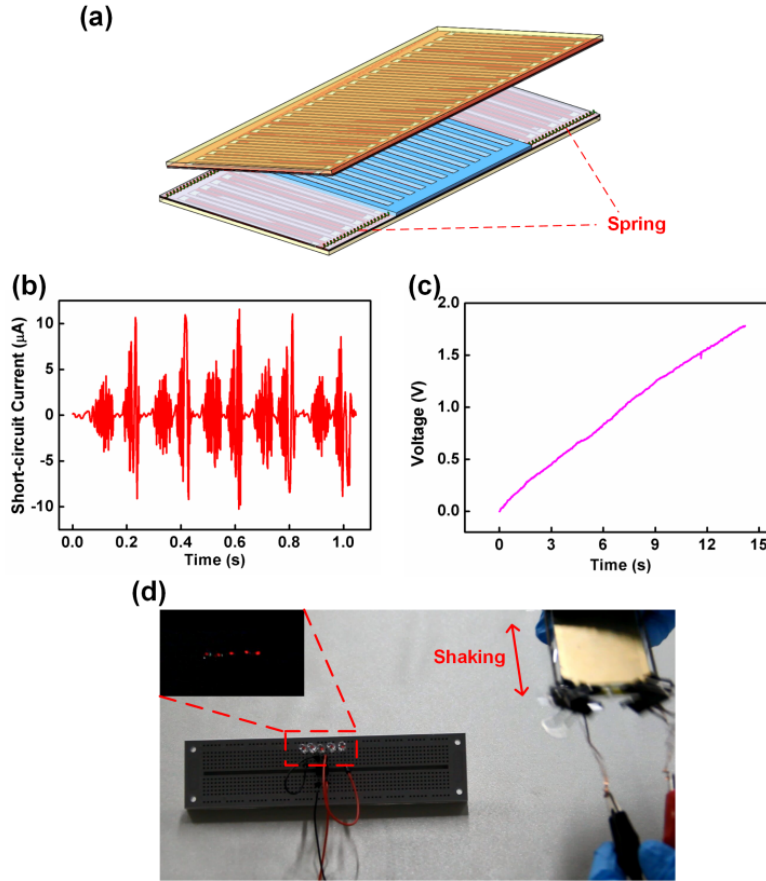 (a)
Spring
(b)
Short-circuit Current (μA)
10
5
0
-5
-10
0.0 0.2 0.4 0.6 0.8 1.0
Time (s)
(c)
Voltage (V)
2.0
1.5
1.0
0.5
0.0
0 3 6 9 12 15
Time (s)
(d)
Shaking